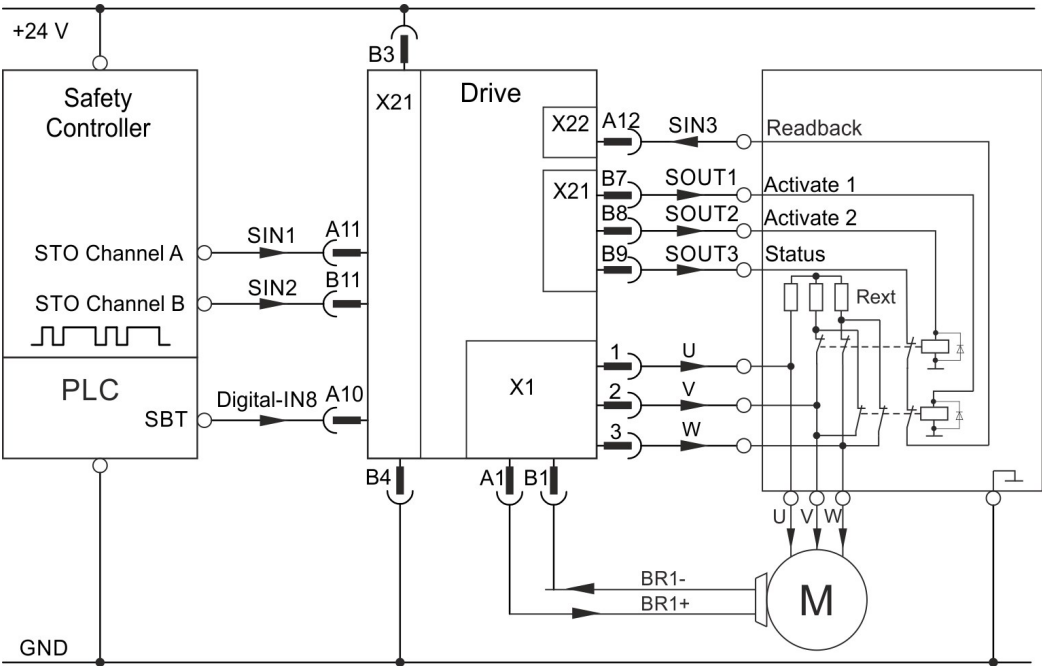 +24 V
B3
Safety
Controller
X21
Drive
X22
A12
SIN3
Readback
X21
B7
SOUT1
Activate 1
B8
SOUT2
Activate 2
B9
SOUT3
Status
STO Channel A
SIN1
A11
STO Channel B
SIN2
B11
Rext
PLC
SBT
Digital-IN8
A10
X1
1
U
2
V
3
W
B4
A1
B1
U
V
W
BR1-
BR1+
M
GND